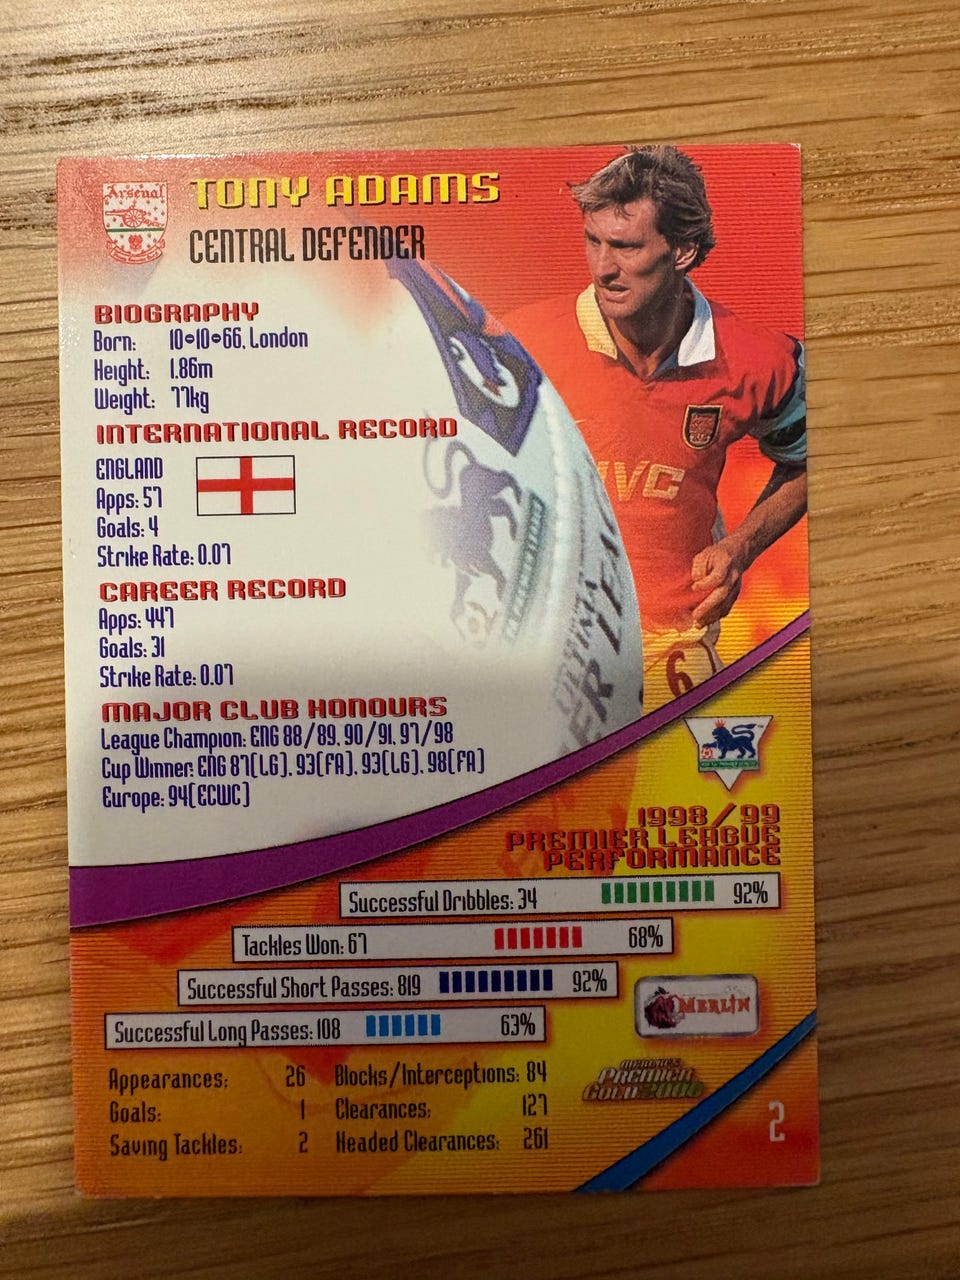 Arsenal
TONY ADAMS
CENTRAL DEFENDER
BIOGRAPHY
Born: 10•10•66, London
Height: 1.86m
Weight: 77kg
INTERNATIONAL RECORD
ENGLAND
Apps: 57
Goals: 4
Strike Rate: 0.07
CAREER RECORD
Apps: 447
Goals: 31
Strike Rate: 0.07
MAJOR CLUB HONOURS
League Champion: ENG 88/89, 90/91, 97/98
Cup Winner: ENG 87(LG), 93(FA), 93(LG), 98(FA)
Europe: 94(ECWC)
JVC
6
1998/99
PREMIER LEAGUE
PERFORMANCE
Successful Dribbles: 34 92%
Tackles Won: 67 68%
Successful Short Passes: 819 92%
Successful Long Passes: 108 63%
MERLIN
Appearances: 26 Blocks/Interceptions: 84
Goals: 1 Clearances: 127
Saving Tackles: 2 Headed Clearances: 261
MERLIN'S
PREMIER
GOLD 2000
2